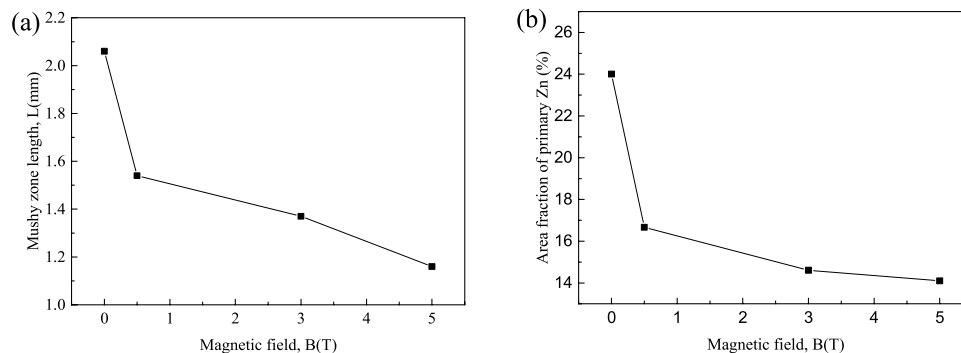 (a)
Mushy zone length, L(mm)
2.2
2.0
1.8
1.6
1.4
1.2
1.0
0 1 2 3 4 5
Magnetic field, B(T)
(b)
Area fraction of primary Zn (%)
26
24
22
20
18
16
14
0 1 2 3 4 5
Magnetic field, B(T)